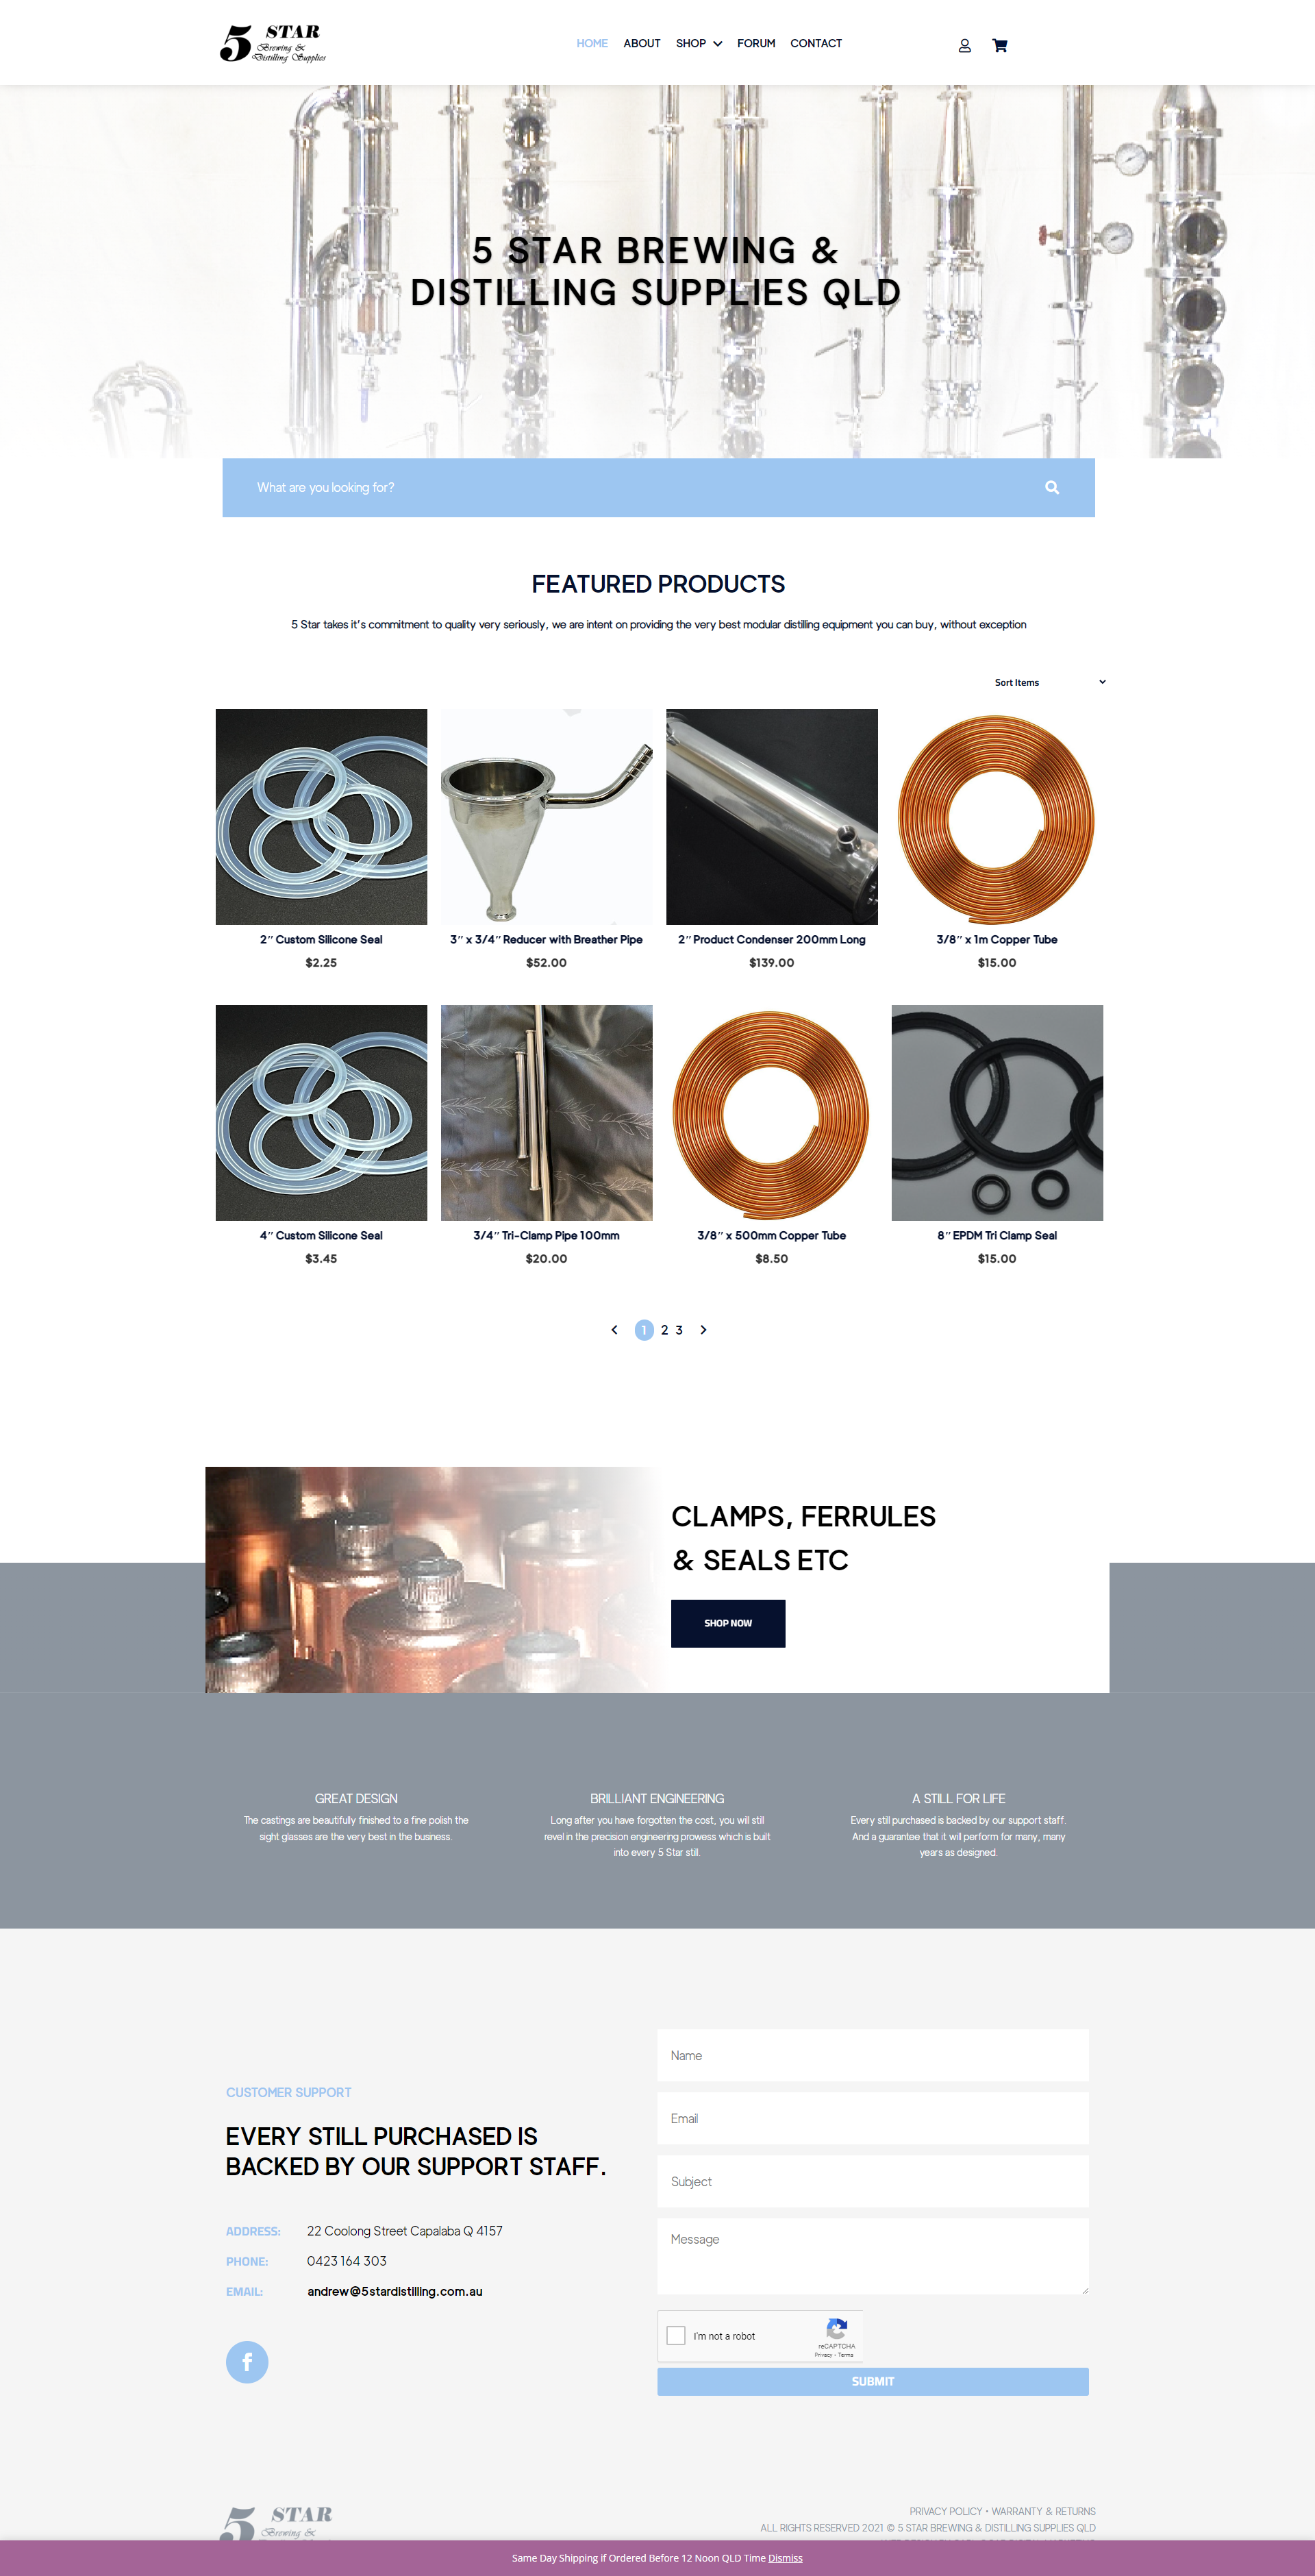 5 STAR
Brewing &
Distilling Supplies
HOME ABOUT SHOP FORUM CONTACT
5 STAR BREWING &
DISTILLING SUPPLIES QLD
What are you looking for?
FEATURED PRODUCTS
5 Star takes it's commitment to quality very seriously, we are intent on providing the very best modular distilling equipment you can buy, without exception
Sort Items
2″ Custom Silicone Seal
$2.25
3″ x 3/4″ Reducer with Breather Pipe
$52.00
2″ Product Condenser 200mm Long
$139.00
3/8″ x 1m Copper Tube
$15.00
4″ Custom Silicone Seal
$3.45
3/4″ Tri-Clamp Pipe 100mm
$20.00
3/8″ x 500mm Copper Tube
$8.50
8″ EPDM Tri Clamp Seal
$15.00
1 2 3
CLAMPS, FERRULES
& SEALS ETC
SHOP NOW
GREAT DESIGN
The castings are beautifully finished to a fine polish the
sight glasses are the very best in the business.
BRILLIANT ENGINEERING
Long after you have forgotten the cost, you will still
revel in the precision engineering prowess which is built
into every 5 Star still.
A STILL FOR LIFE
Every still purchased is backed by our support staff.
And a guarantee that it will perform for many, many
years as designed.
CUSTOMER SUPPORT
EVERY STILL PURCHASED IS
BACKED BY OUR SUPPORT STAFF.
ADDRESS: 22 Coolong Street Capalaba Q 4157
PHONE: 0423 164 303
EMAIL: andrew@5stardistilling.com.au
Name
Email
Subject
Message
I'm not a robot
reCAPTCHA
Privacy - Terms
SUBMIT
5 STAR
Brewing &
PRIVACY POLICY • WARRANTY & RETURNS
ALL RIGHTS RESERVED 2021 © 5 STAR BREWING & DISTILLING SUPPLIES QLD
Same Day Shipping if Ordered Before 12 Noon QLD Time Dismiss